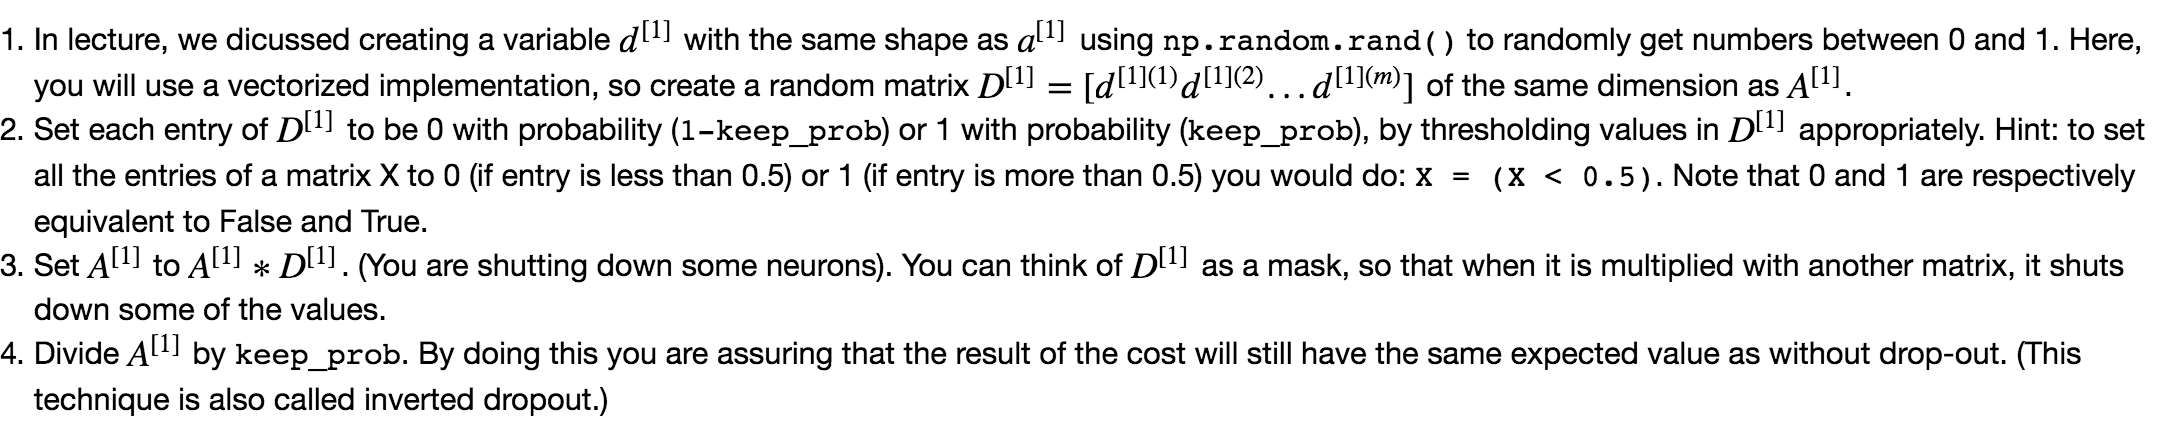 1. In lecture, we dicussed creating a variable d^[1] with the same shape as a^[1] using np.random.rand() to randomly get numbers between 0 and 1. Here,
you will use a vectorized implementation, so create a random matrix D^[1] = [d^[1](1) d^[1](2) ... d^[1](m)] of the same dimension as A^[1].
2. Set each entry of D^[1] to be 0 with probability (1-keep_prob) or 1 with probability (keep_prob), by thresholding values in D^[1] appropriately. Hint: to set
all the entries of a matrix X to 0 (if entry is less than 0.5) or 1 (if entry is more than 0.5) you would do: X = (X < 0.5). Note that 0 and 1 are respectively
equivalent to False and True.
3. Set A^[1] to A^[1] * D^[1]. (You are shutting down some neurons). You can think of D^[1] as a mask, so that when it is multiplied with another matrix, it shuts
down some of the values.
4. Divide A^[1] by keep_prob. By doing this you are assuring that the result of the cost will still have the same expected value as without drop-out. (This
technique is also called inverted dropout.)